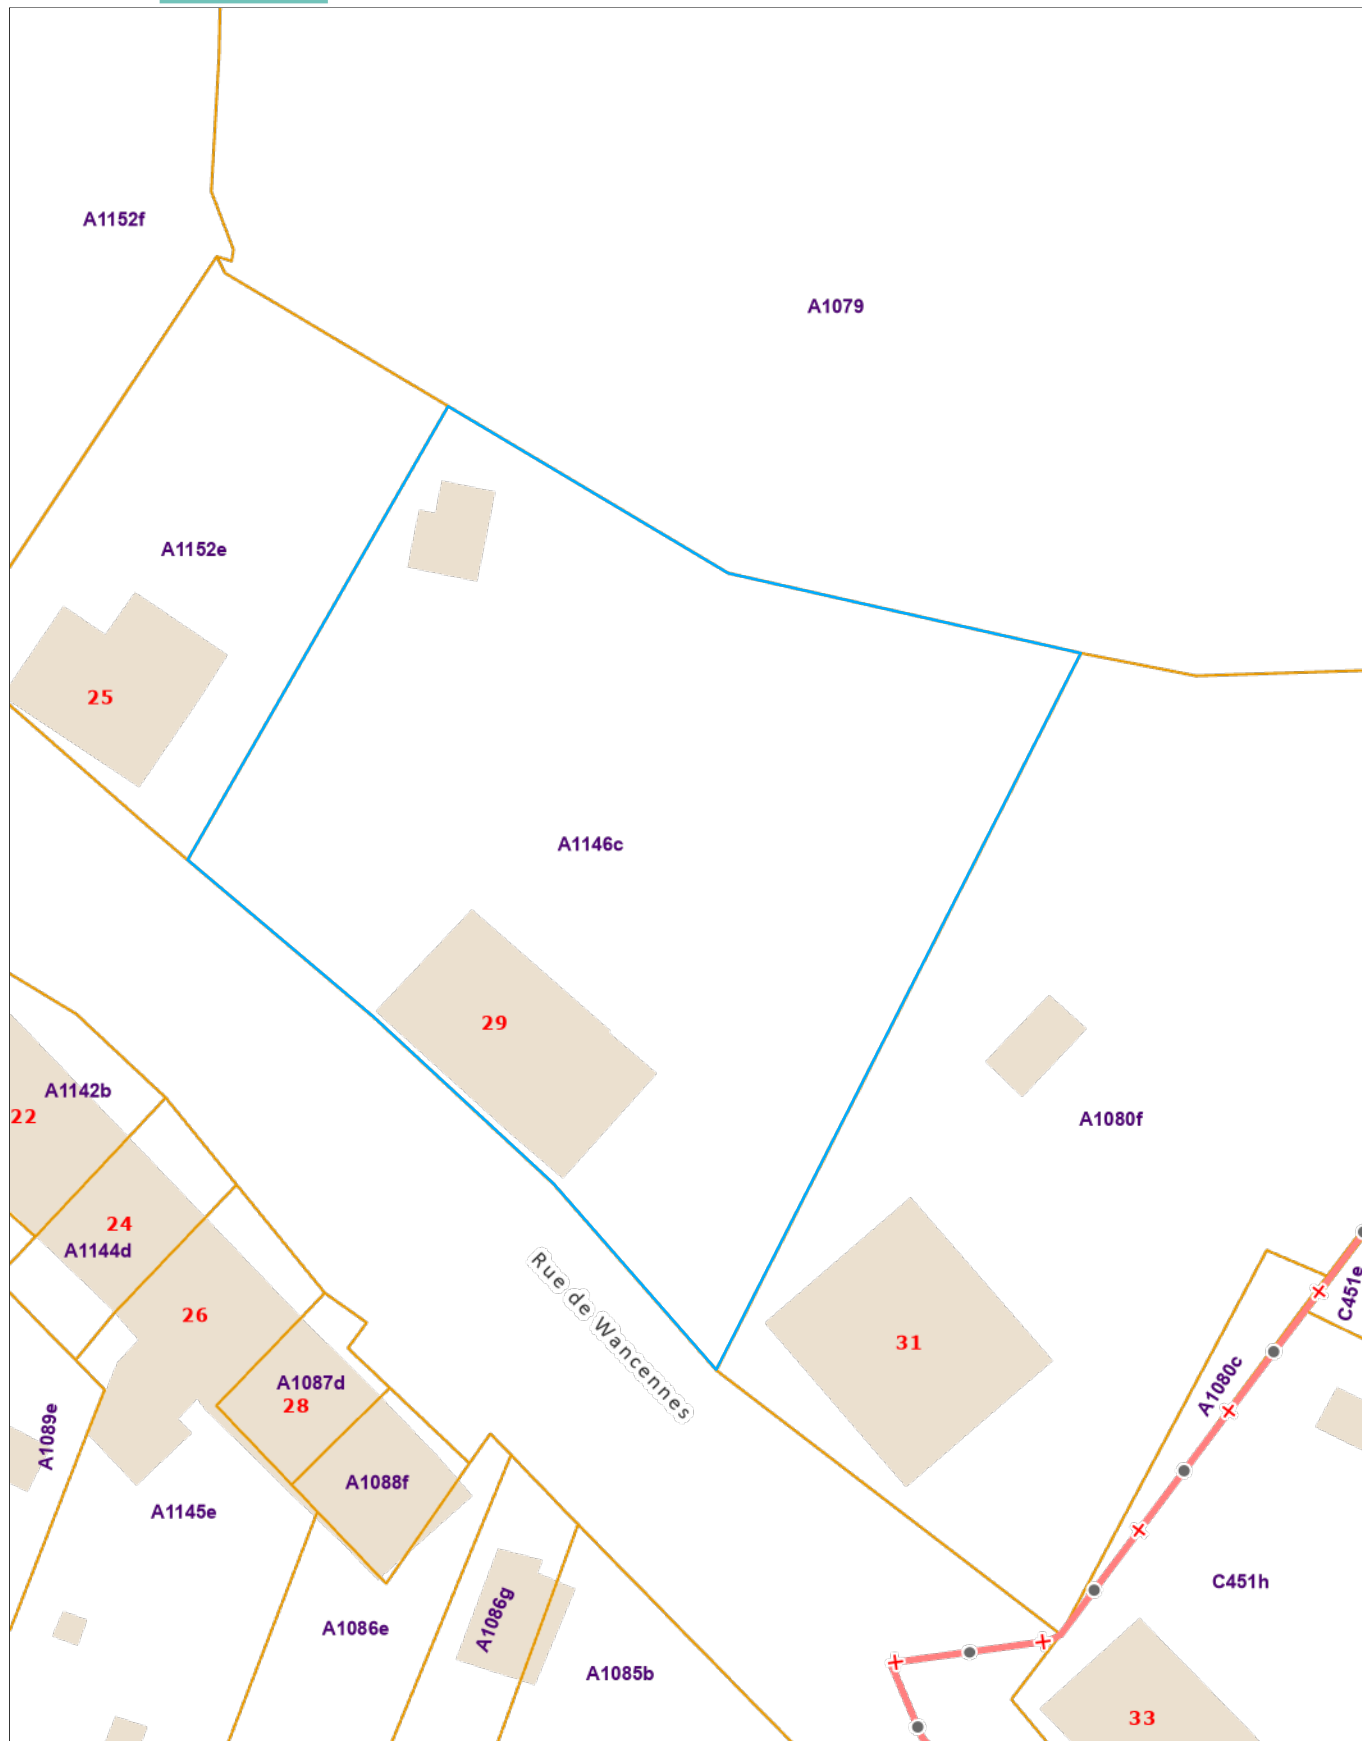 A1152f
A1079
A1152e
25
A1146c
29
A1142b
22
A1080f
24
A1144d
Rue de Wancennes
C451e
26
31
A1087d
28
A1080c
A1089e
A1088f
A1145e
C451h
A1086g
A1086e
A1085b
33